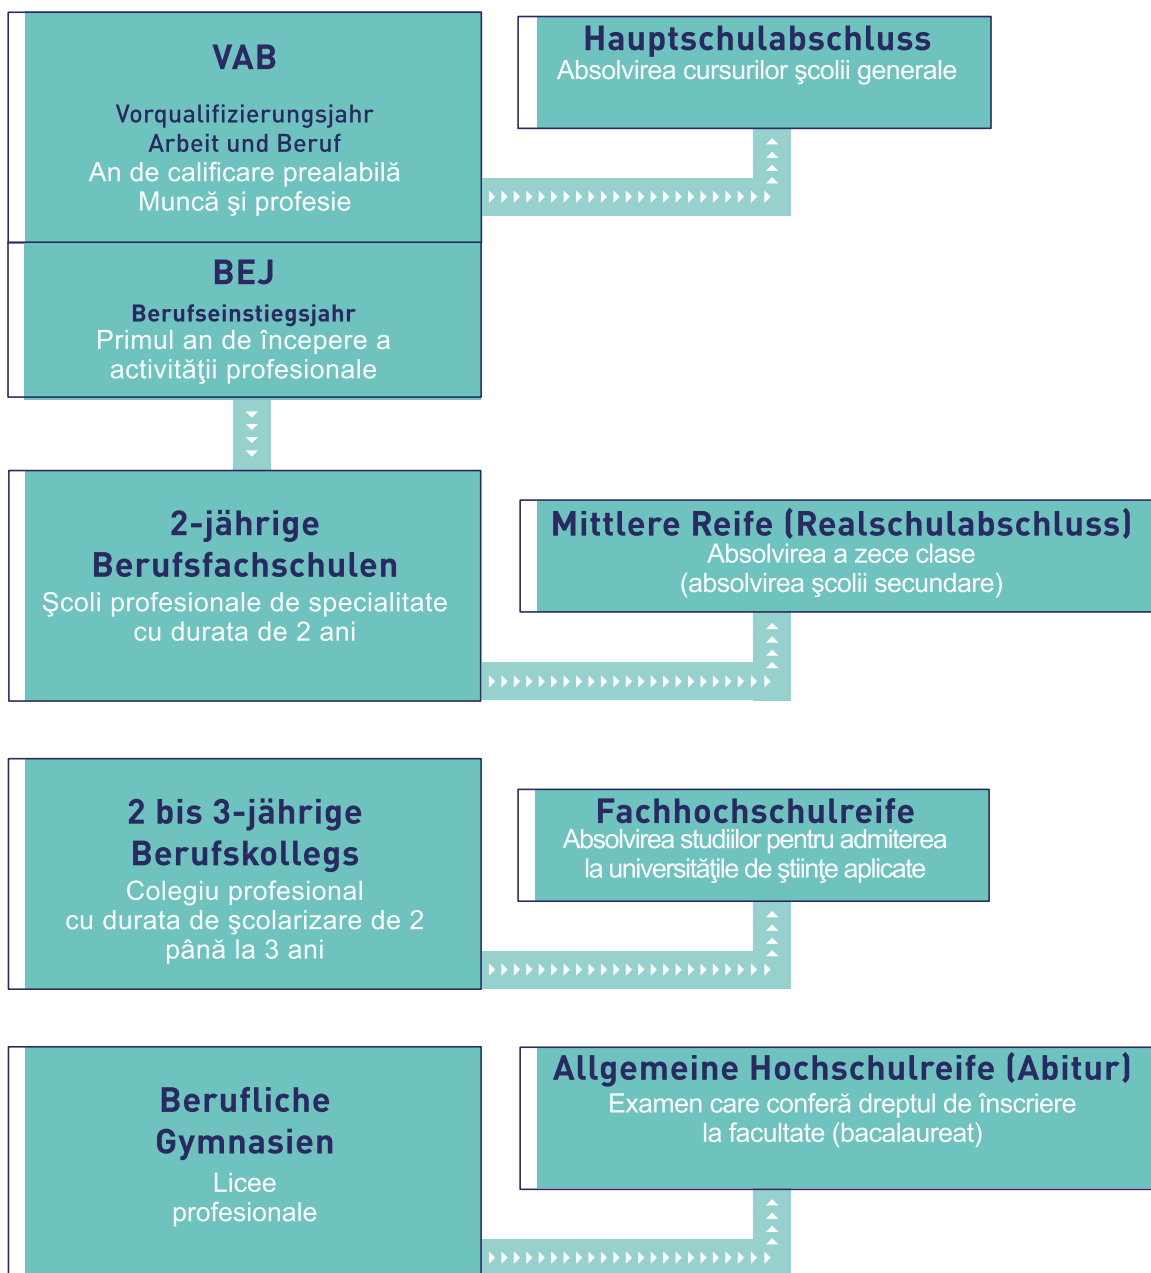 VAB
Vorqualifizierungsjahr
Arbeit und Beruf
An de calificare prealabilă
Muncă şi profesie
Hauptschulabschluss
Absolvirea cursurilor şcolii generale
BEJ
Berufseinstiegsjahr
Primul an de începere a
activităţii profesionale
2-jährige
Berufsfachschulen
Şcoli profesionale de specialitate
cu durata de 2 ani
Mittlere Reife (Realschulabschluss)
Absolvirea a zece clase
(absolvirea şcolii secundare)
2 bis 3-jährige
Berufskollegs
Colegiu profesional
cu durata de şcolarizare de 2
până la 3 ani
Fachhochschulreife
Absolvirea studiilor pentru admiterea
la universităţile de ştiinţe aplicate
Berufliche
Gymnasien
Licee
profesionale
Allgemeine Hochschulreife (Abitur)
Examen care conferă dreptul de înscriere
la facultate (bacalaureat)